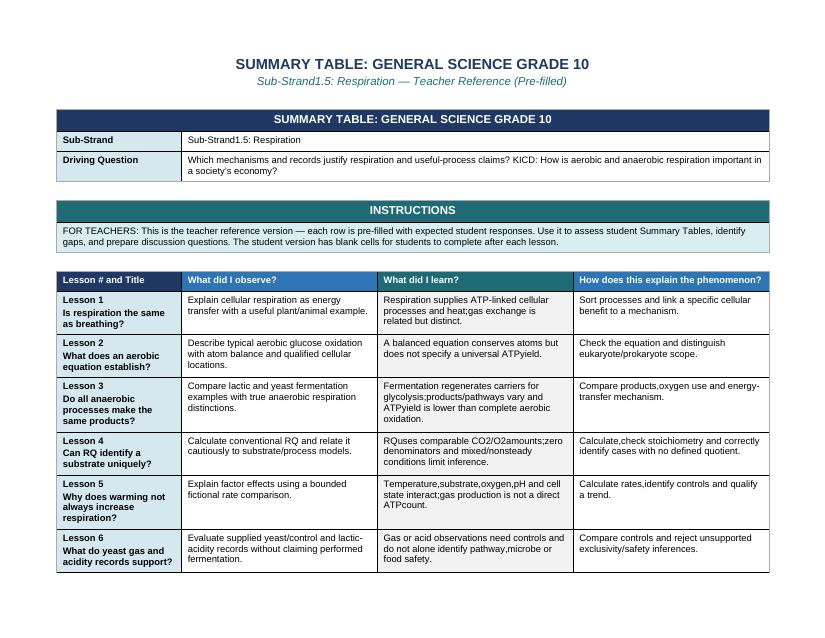 SUMMARY TABLE: GENERAL SCIENCE GRADE 10
Sub-Strand1.5: Respiration — Teacher Reference (Pre-filled)
SUMMARY TABLE: GENERAL SCIENCE GRADE 10
Sub-Strand
Sub-Strand1.5: Respiration
Driving Question
Which mechanisms and records justify respiration and useful-process claims? KICD: How is aerobic and anaerobic respiration important in
a society's economy?
INSTRUCTIONS
FOR TEACHERS: This is the teacher reference version — each row is pre-filled with expected student responses. Use it to assess student Summary Tables, identify
gaps, and prepare discussion questions. The student version has blank cells for students to complete after each lesson.
Lesson # and Title
What did I observe?
What did I learn?
How does this explain the phenomenon?
Lesson 1
Is respiration the same
as breathing?
Explain cellular respiration as energy
transfer with a useful plant/animal example.
Respiration supplies ATP-linked cellular
processes and heat;gas exchange is
related but distinct.
Sort processes and link a specific cellular
benefit to a mechanism.
Lesson 2
What does an aerobic
equation establish?
Describe typical aerobic glucose oxidation
with atom balance and qualified cellular
locations.
A balanced equation conserves atoms but
does not specify a universal ATPyield.
Check the equation and distinguish
eukaryote/prokaryote scope.
Lesson 3
Do all anaerobic
processes make the
same products?
Compare lactic and yeast fermentation
examples with true anaerobic respiration
distinctions.
Fermentation regenerates carriers for
glycolysis;products/pathways vary and
ATPyield is lower than complete aerobic
oxidation.
Compare products,oxygen use and energy-
transfer mechanism.
Lesson 4
Can RQ identify a
substrate uniquely?
Calculate conventional RQ and relate it
cautiously to substrate/process models.
RQuses comparable CO2/O2amounts;zero
denominators and mixed/nonsteady
conditions limit inference.
Calculate,check stoichiometry and correctly
identify cases with no defined quotient.
Lesson 5
Why does warming not
always increase
respiration?
Explain factor effects using a bounded
fictional rate comparison.
Temperature,substrate,oxygen,pH and cell
state interact;gas production is not a direct
ATPcount.
Calculate rates,identify controls and qualify
a trend.
Lesson 6
What do yeast gas and
acidity records support?
Evaluate supplied yeast/control and lactic-
acidity records without claiming performed
fermentation.
Gas or acid observations need controls and
do not alone identify pathway,microbe or
food safety.
Compare controls and reject unsupported
exclusivity/safety inferences.